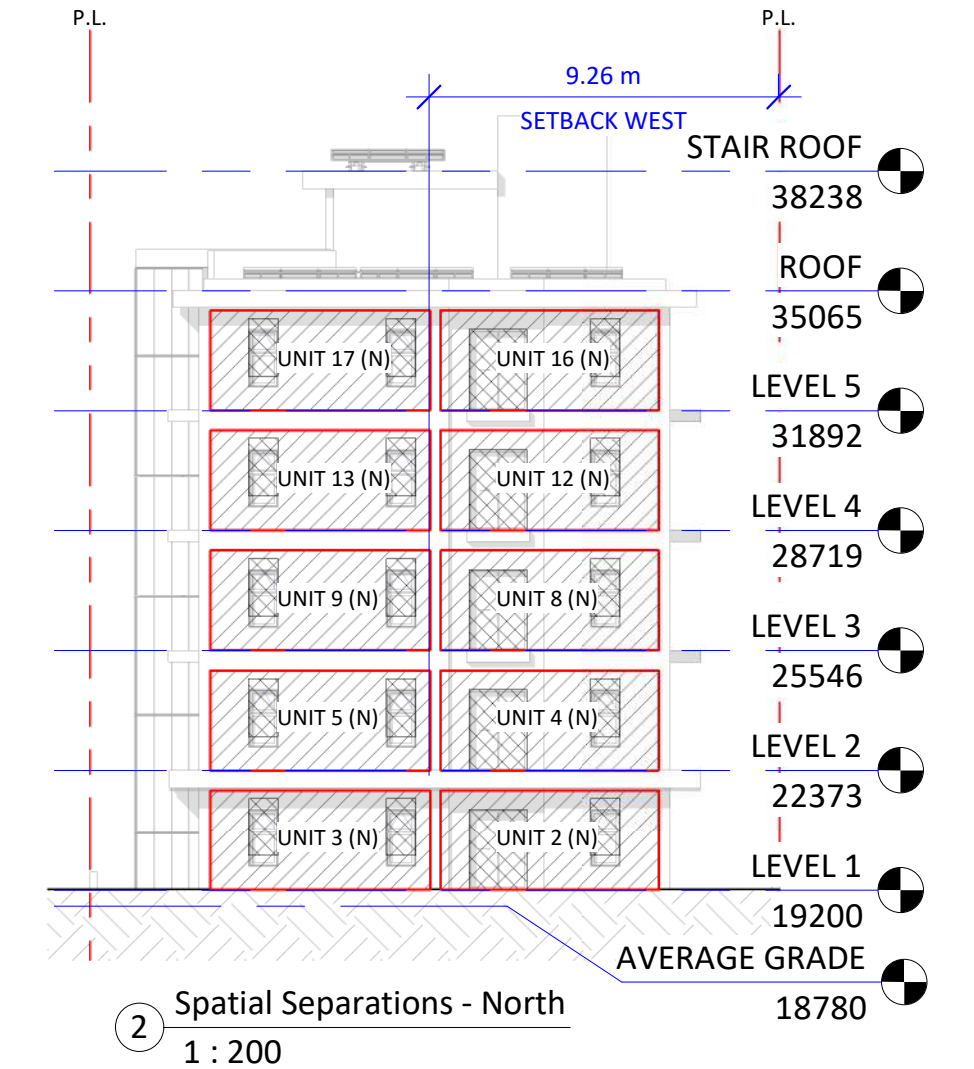 P.L.
P.L.
9.26 m
SETBACK WEST
STAIR ROOF
38238
ROOF
35065
UNIT 17 (N)
UNIT 16 (N)
LEVEL 5
31892
UNIT 13 (N)
UNIT 12 (N)
LEVEL 4
28719
UNIT 9 (N)
UNIT 8 (N)
LEVEL 3
25546
UNIT 5 (N)
UNIT 4 (N)
LEVEL 2
22373
UNIT 3 (N)
UNIT 2 (N)
LEVEL 1
19200
AVERAGE GRADE
18780
2
Spatial Separations - North
1 : 200